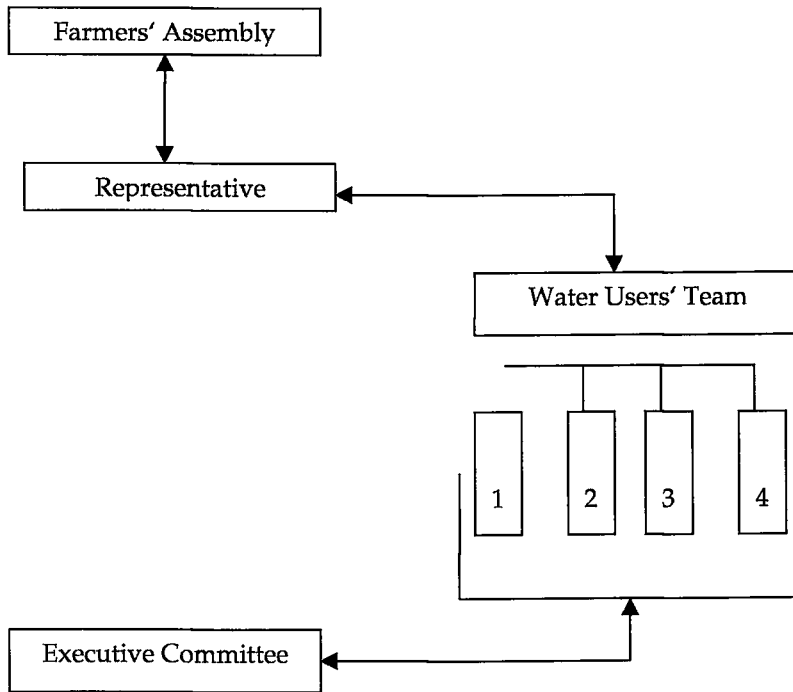 Farmers‘ Assembly
Representative
Water Users‘ Team
1 2 3 4
Executive Committee